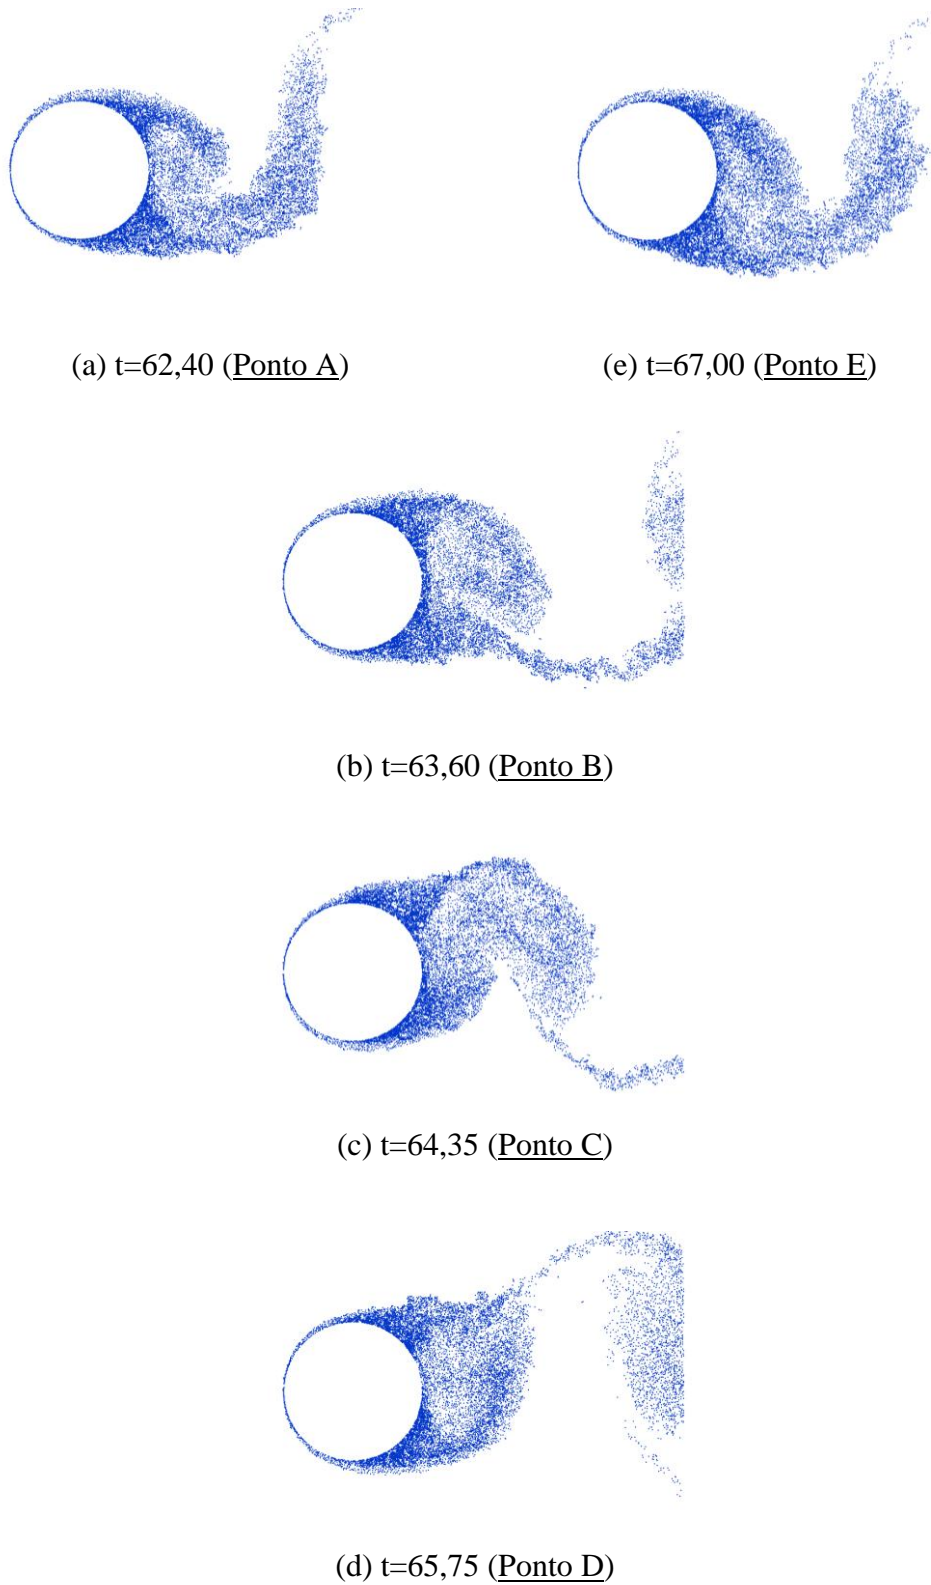 (a) t=62,40 (Ponto A)
(e) t=67,00 (Ponto E)
(b) t=63,60 (Ponto B)
(c) t=64,35 (Ponto C)
(d) t=65,75 (Ponto D)